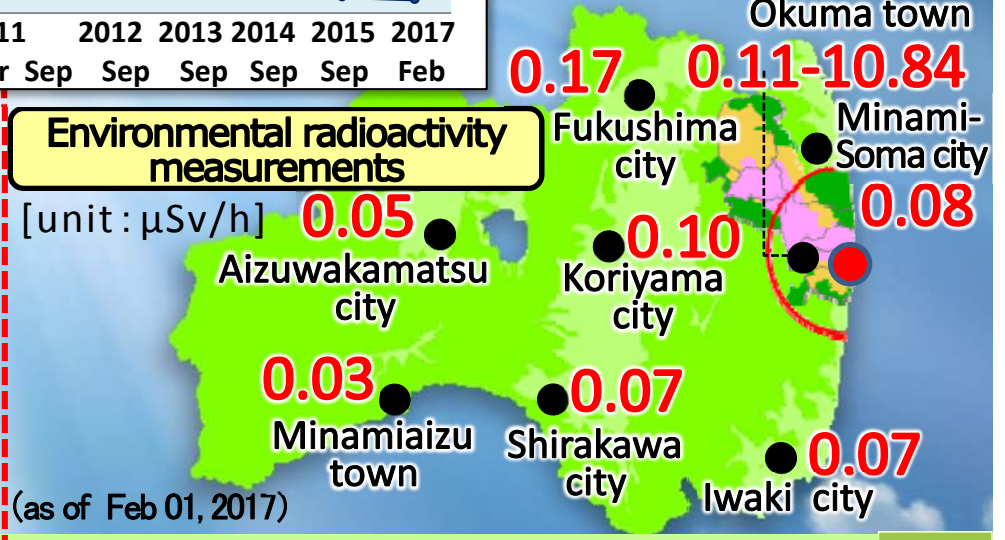 11 2012 2013 2014 2015 2017
r Sep Sep Sep Sep Sep Feb
Okuma town
0.11-10.84
0.17
Fukushima
city
Minami-
Soma city
0.08
Environmental radioactivity
measurements
[unit : μSv/h]
0.05
Aizuwakamatsu
city
0.10
Koriyama
city
0.03
Minamiaizu
town
0.07
Shirakawa
city
0.07
Iwaki city
(as of Feb 01, 2017)